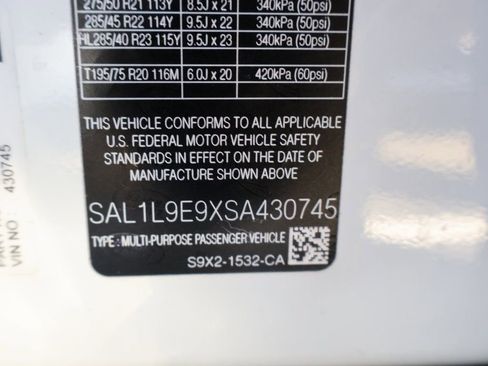 275/50 R21 113Y 8.5J x 21 340kPa (50psi)
285/45 R22 114Y 9.5J x 22 340kPa (50psi)
HL285/40 R23 115Y 9.5J x 23 340kPa (50psi)
T195/75 R20 116M 6.0J x 20 420kPa (60psi)
THIS VEHICLE CONFORMS TO ALL APPLICABLE
U.S. FEDERAL MOTOR VEHICLE SAFETY
STANDARDS IN EFFECT ON THE DATE OF
MANUFACTURE SHOWN ABOVE
SAL1L9E9XSA430745
TYPE : MULTI-PURPOSE PASSENGER VEHICLE
S9X2-1532-CA
VIN NO :
430745